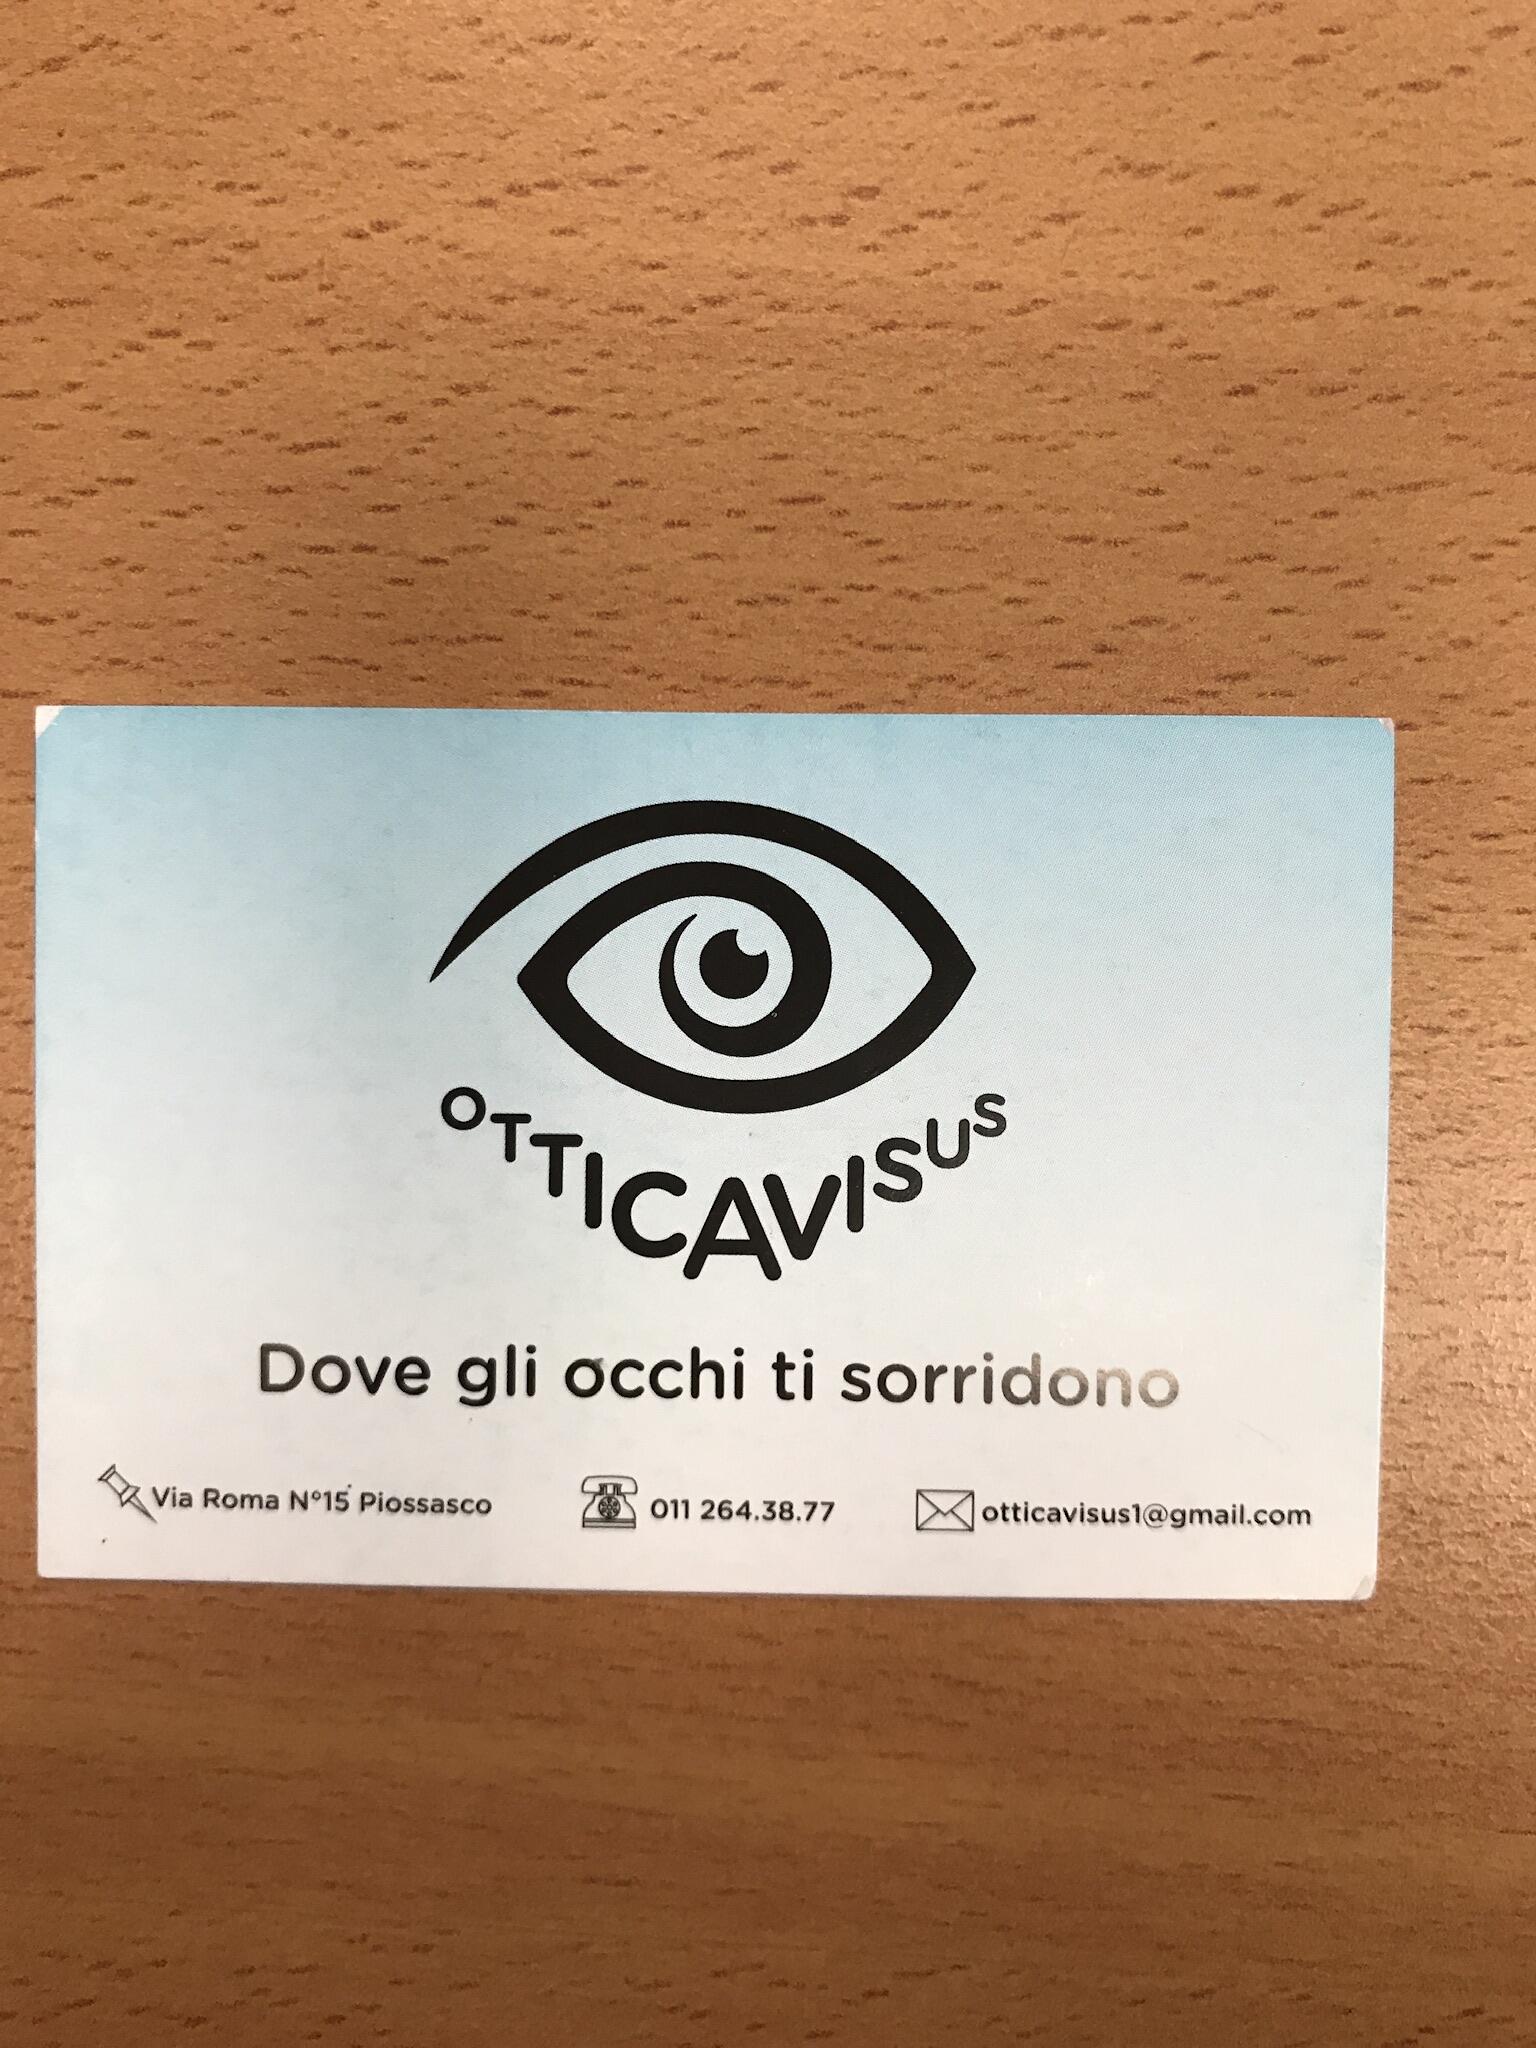 OTTICAVISUS
Dove gli occhi ti sorridono
Via Roma N°15 Piossasco 011 264.38.77 otticavisus1@gmail.com